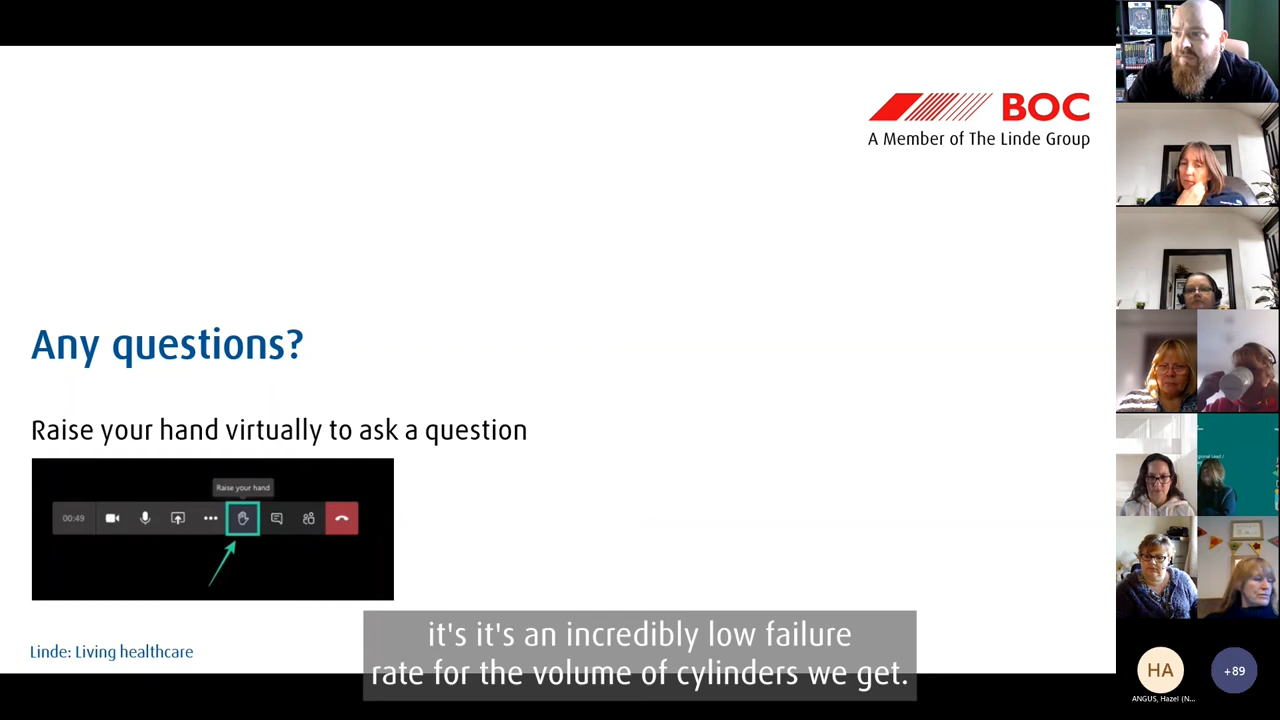 BOC
A Member of The Linde Group
Any questions?
Raise your hand virtually to ask a question
Raise your hand
00:49
Linde: Living healthcare
it's it's an incredibly low failure
rate for the volume of cylinders we get.
HA
ANGUS, Hazel (N...
+89